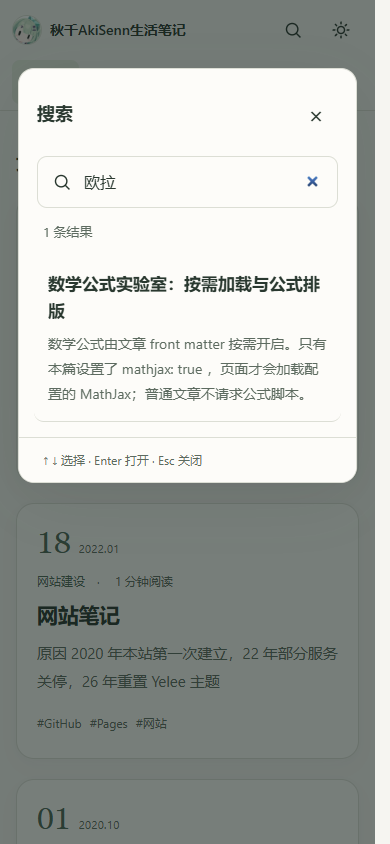 秋千AkiSenn生活笔记
搜索
欧拉
1 条结果
数学公式实验室：按需加载与公式排
版
数学公式由文章 front matter 按需开启。只有
本篇设置了 mathjax: true ，页面才会加载配
置的 MathJax；普通文章不请求公式脚本。
↑↓选择 · Enter 打开 · Esc 关闭
18 2022.01
网站建设 · 1 分钟阅读
网站笔记
原因 2020 年本站第一次建立，22 年部分服务
关停，26 年重置 Yelee 主题
#GitHub #Pages #网站
01 2020.10